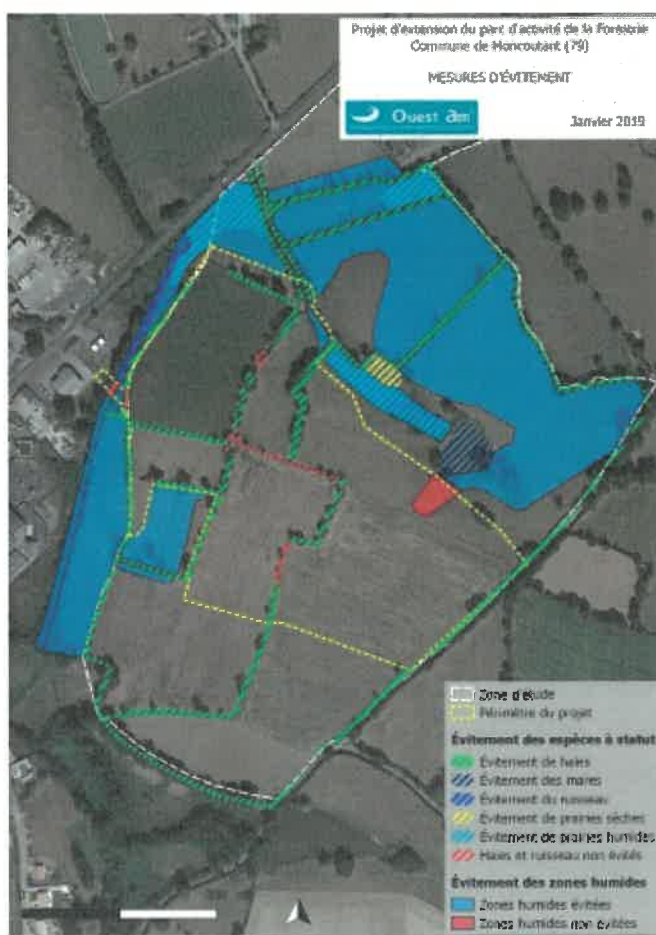 Projet d'extension du parc d'activité de la Foresterie
Commune de Moncoutant (79)
MESURES D'ÉVITEMENT
Ouest am
Janvier 2019
Zone d'étude
Périmètre du projet
Évitement des espèces à statut
Évitement de haies
Évitement des mares
Évitement du ruisseau
Évitement de prairies sèches
Évitement de prairies humides
Haies et ruisseau non évités
Évitement des zones humides
Zones humides évitées
Zones humides non évitées